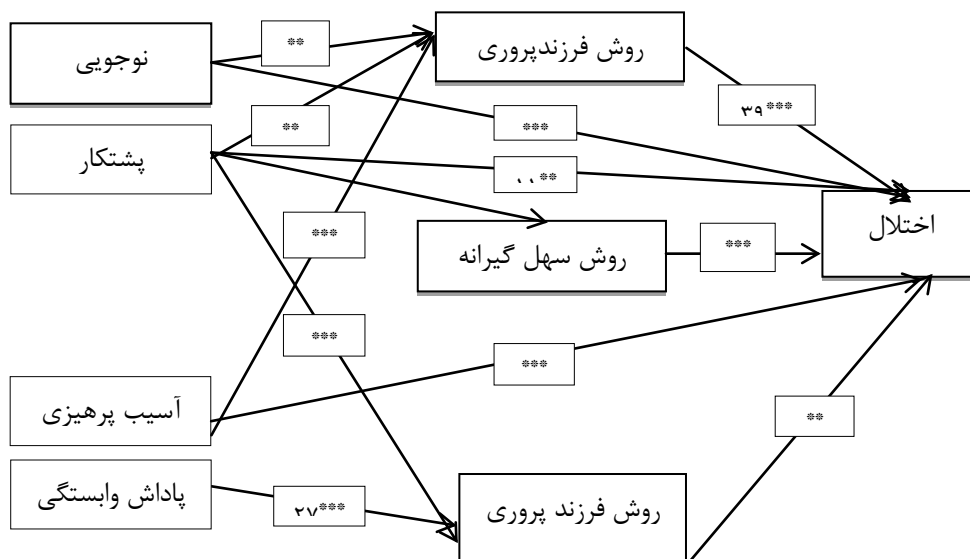 نوجویی
**
روش فرزندپروری
پشتکار
**
***
۳۹***
**
اختلال
***
روش سهل گیرانه
***
***
آسیب پرهیزی
***
**
پاداش وابستگی
۲۷***
روش فرزند پروری